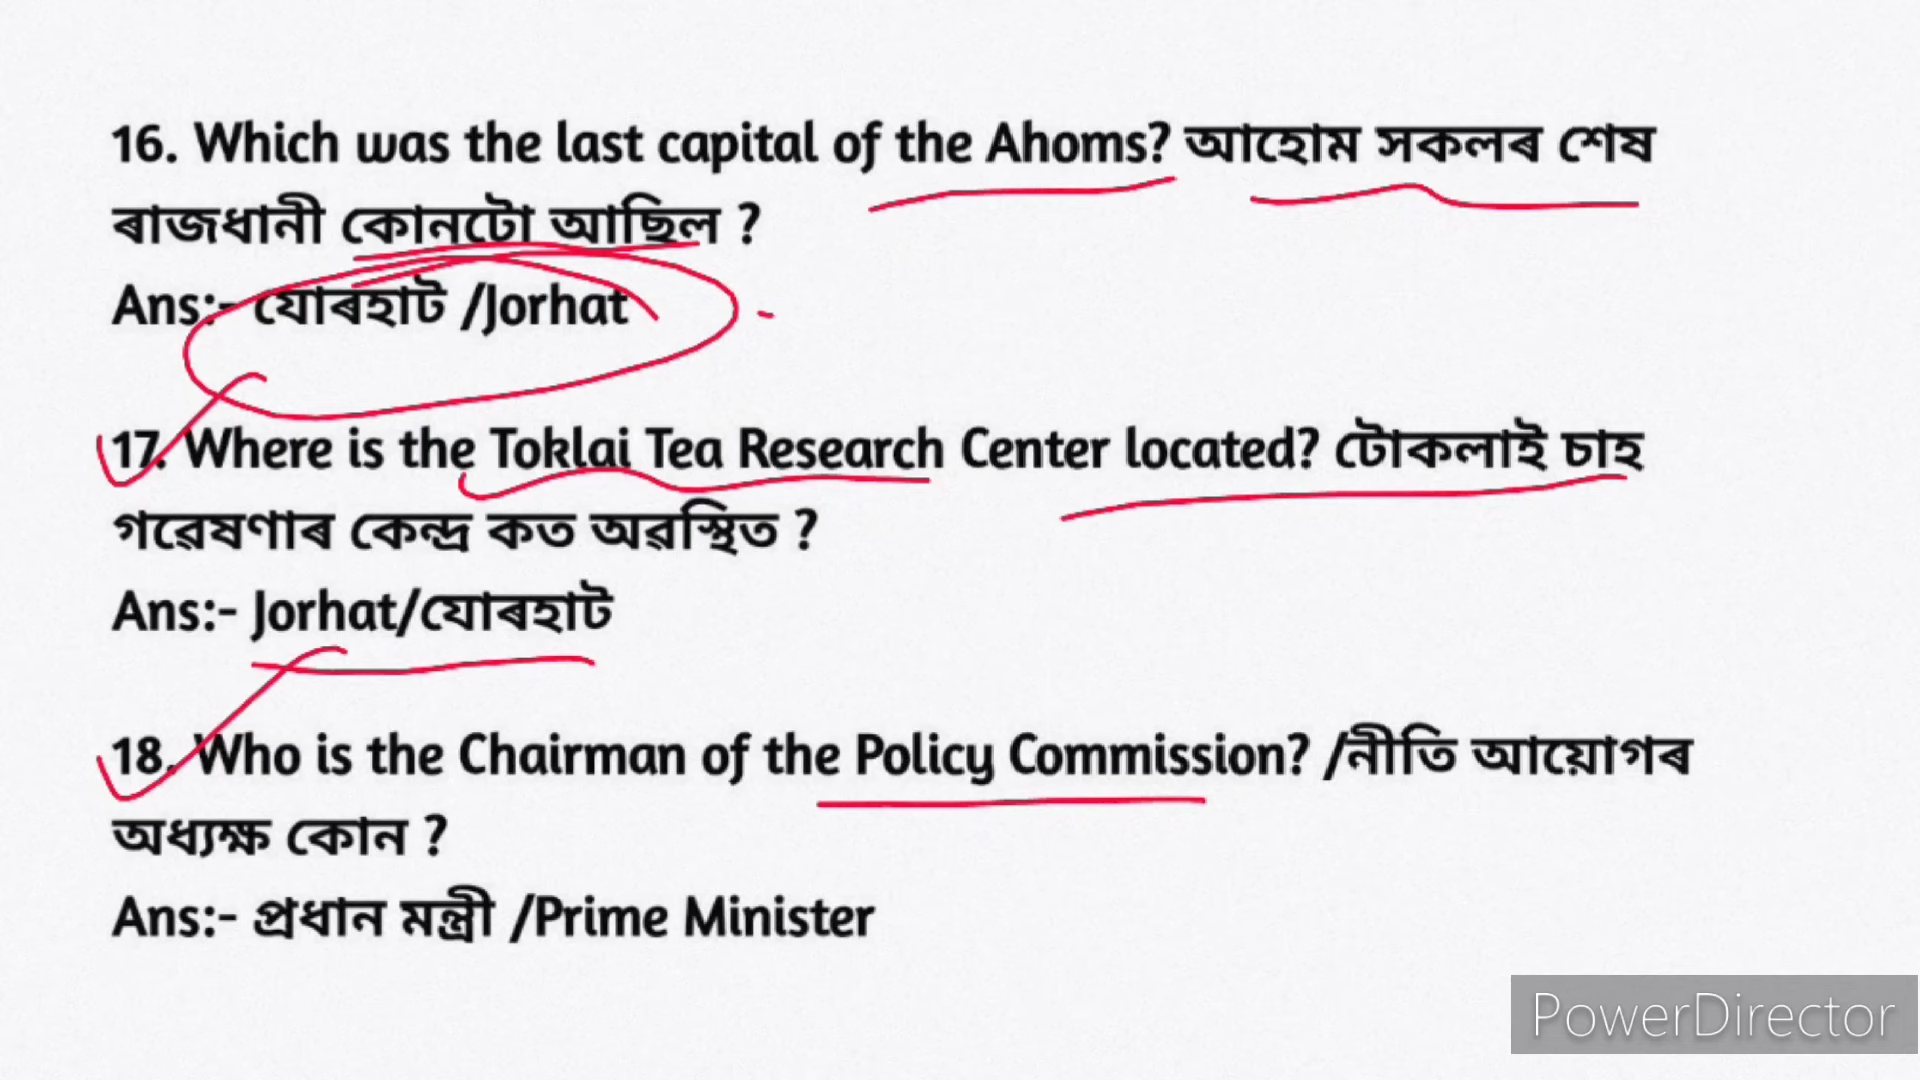 16. Which was the last capital of the Ahoms? আহোম সকলৰ শেষ
ৰাজধানী কোনটো আছিল ?
Ans:- যোৰহাট /Jorhat
17. Where is the Toklai Tea Research Center located? টোকলাই চাহ
গৱেষণাৰ কেন্দ্ৰ কত অৱস্থিত ?
Ans:- Jorhat/যোৰহাট
18. Who is the Chairman of the Policy Commission? /নীতি আয়োগৰ
অধ্যক্ষ কোন ?
Ans:- প্ৰধান মন্ত্ৰী /Prime Minister
PowerDirector